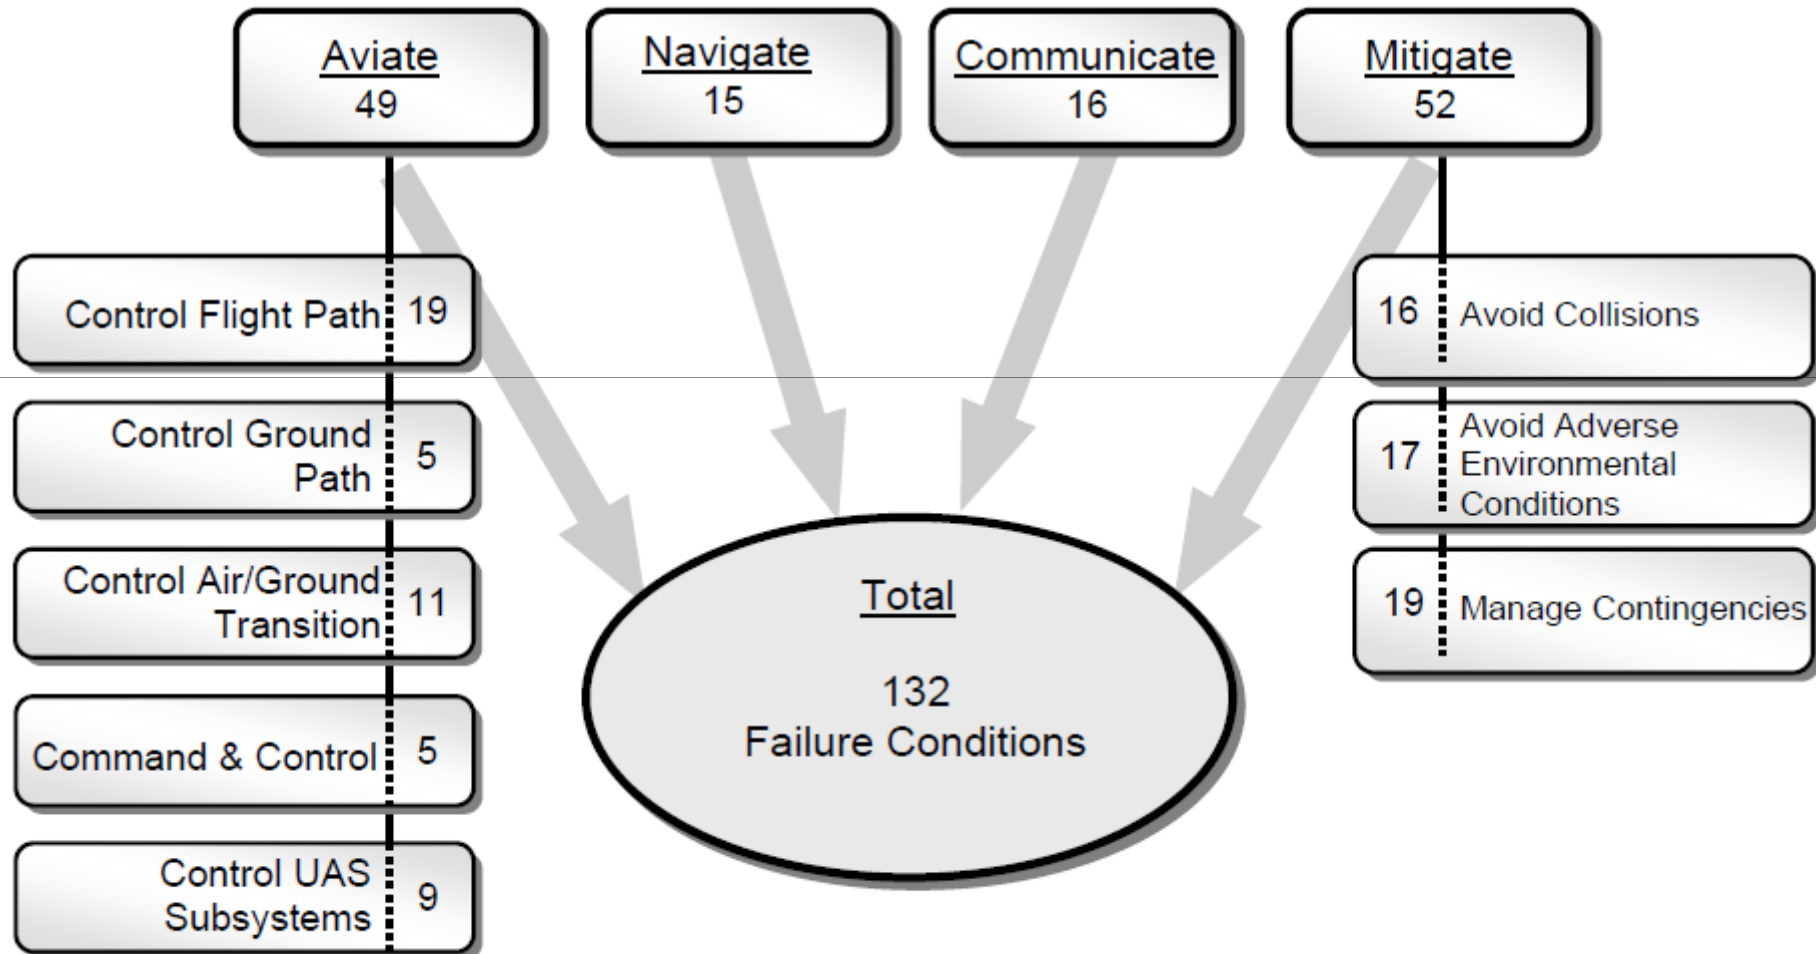 Aviate
49
Navigate
15
Communicate
16
Mitigate
52
Control Flight Path 19
Control Ground
Path
5
Control Air/Ground
Transition
11
Command & Control 5
Control UAS
Subsystems
9
16 Avoid Collisions
17
Avoid Adverse
Environmental
Conditions
19 Manage Contingencies
Total
132
Failure Conditions